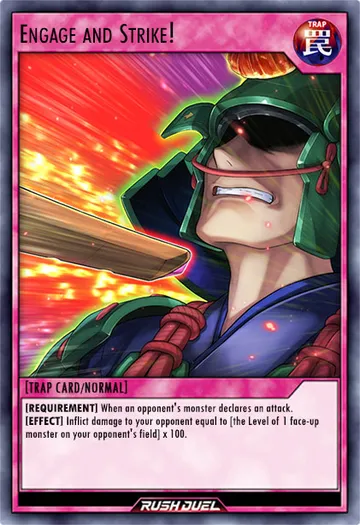 Engage and Strike!
TRAP
罠
[TRAP CARD/NORMAL]
[REQUIREMENT] When an opponent's monster declares an attack.
[EFFECT] Inflict damage to your opponent equal to [the Level of 1 face-up
monster on your opponent's field] x 100.
RUSH DUEL